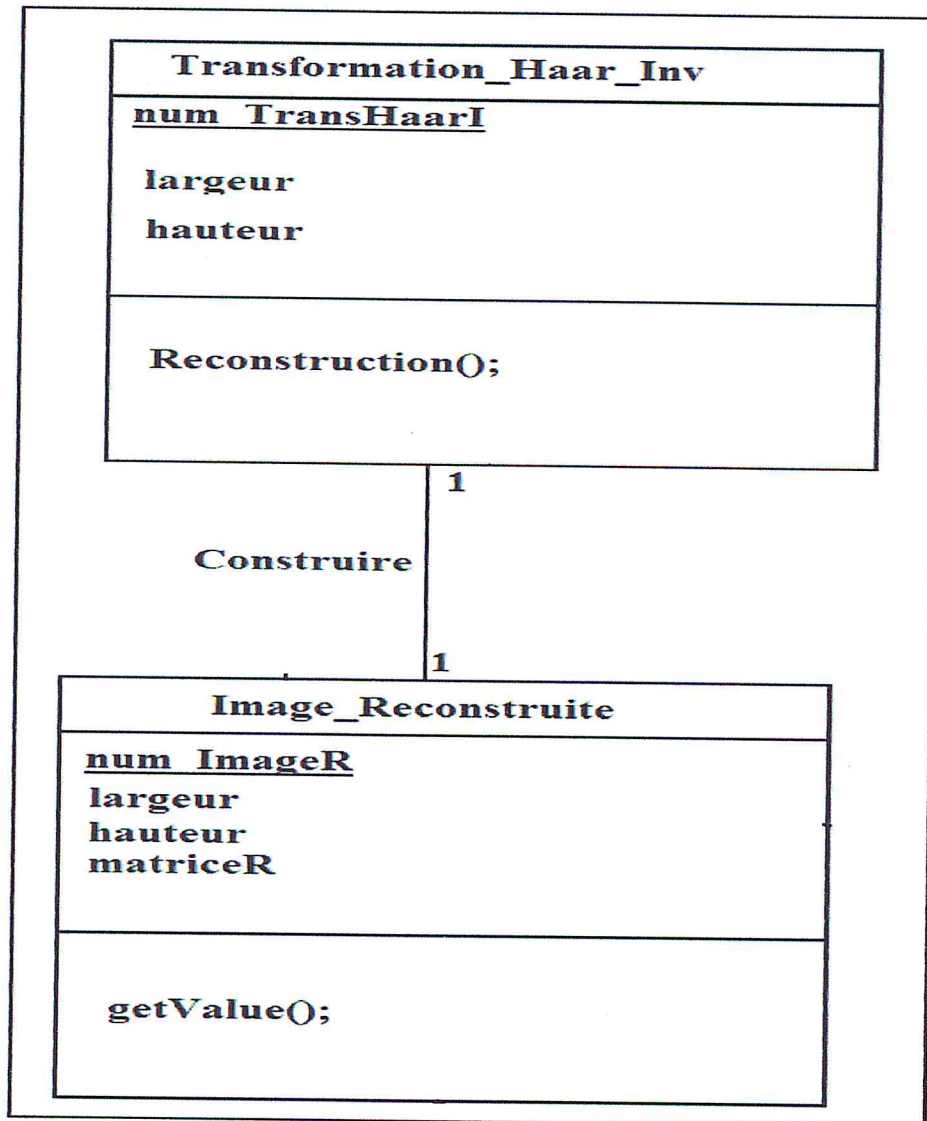 Transformation_Haar_Inv
num_TransHaarI
largeur
hauteur
Reconstruction();
1
Construire
1
Image_Reconstruite
num_ImageR
largeur
hauteur
matriceR
getValue();